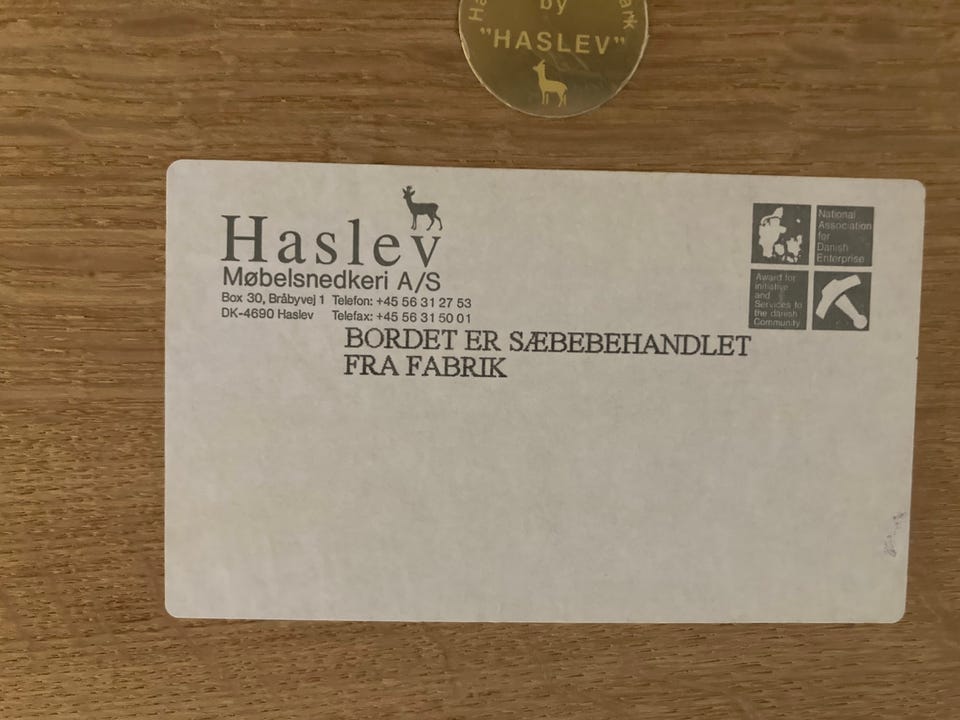 by
"HASLEV"
Haslev
Møbelsnedkeri A/S
Box 30, Bråbyvej 1 Telefon: +45 56 31 27 53
DK-4690 Haslev Telefax: +45 56 31 50 01
National
Association
for
Danish
Enterprise
Award for
initiative
and
Services to
the danish
Community
BORDET ER SÆBEBEHANDLET
FRA FABRIK